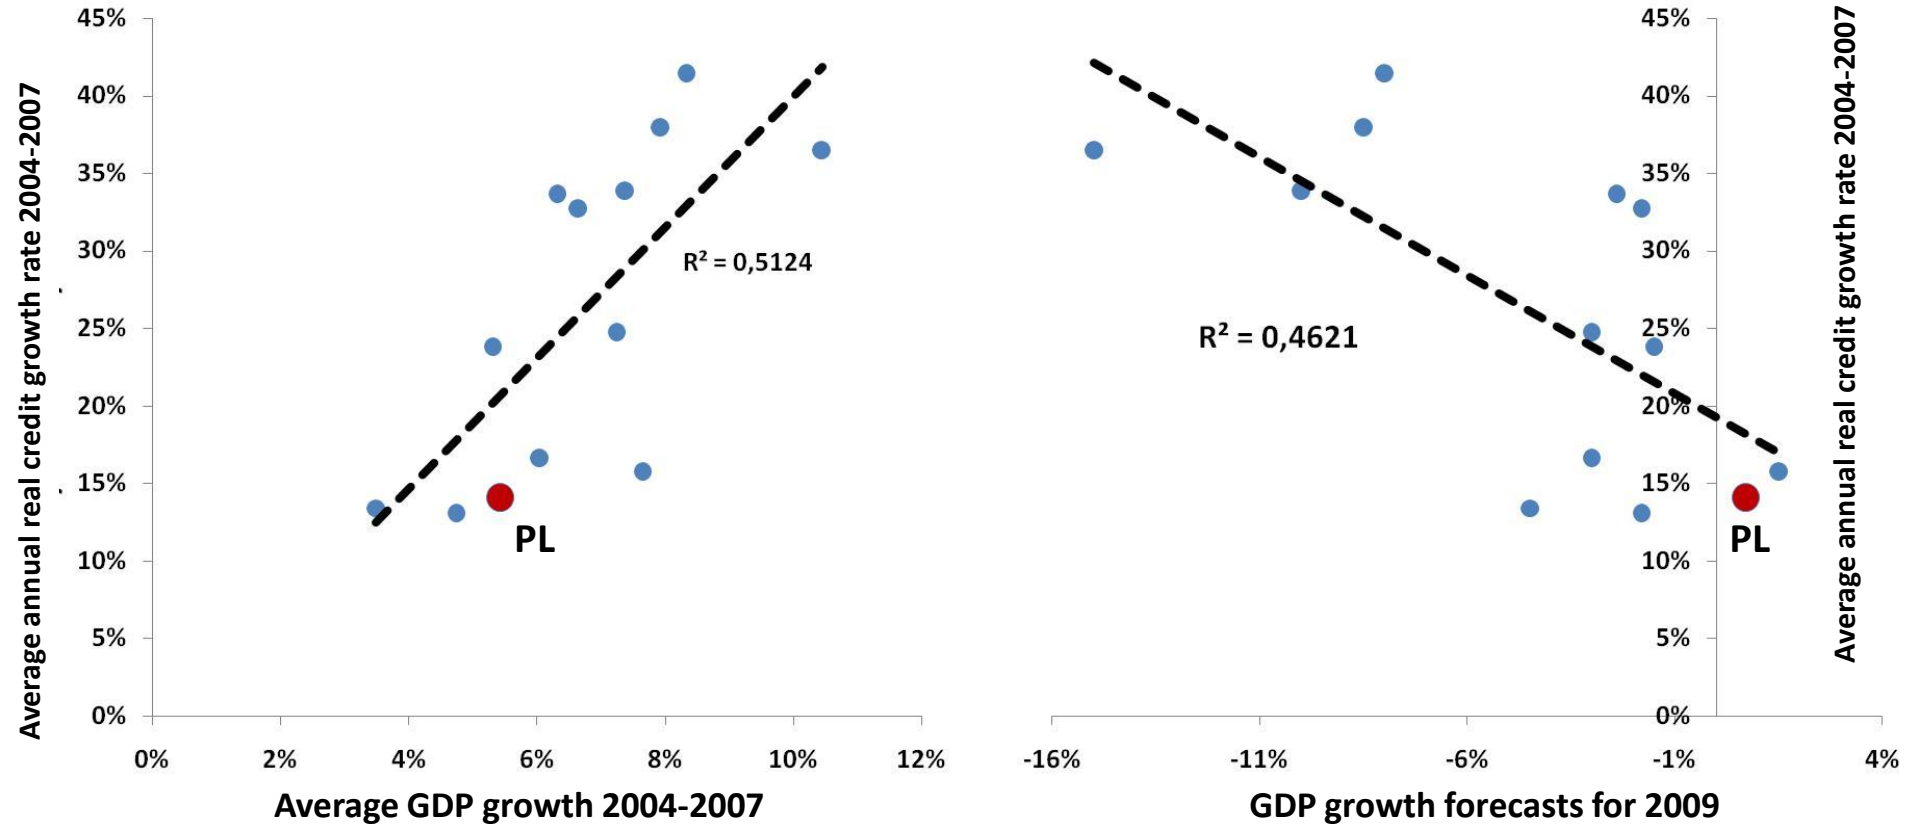 Average annual real credit growth rate 2004-2007
45%
40%
35%
30%
25%
20%
15%
10%
5%
0%
R² = 0,5124
PL
0% 2% 4% 6% 8% 10% 12%
Average GDP growth 2004-2007
45%
40%
35%
30%
25%
20%
15%
10%
5%
0%
R² = 0,4621
PL
-16% -11% -6% -1% 4%
GDP growth forecasts for 2009
Average annual real credit growth rate 2004-2007